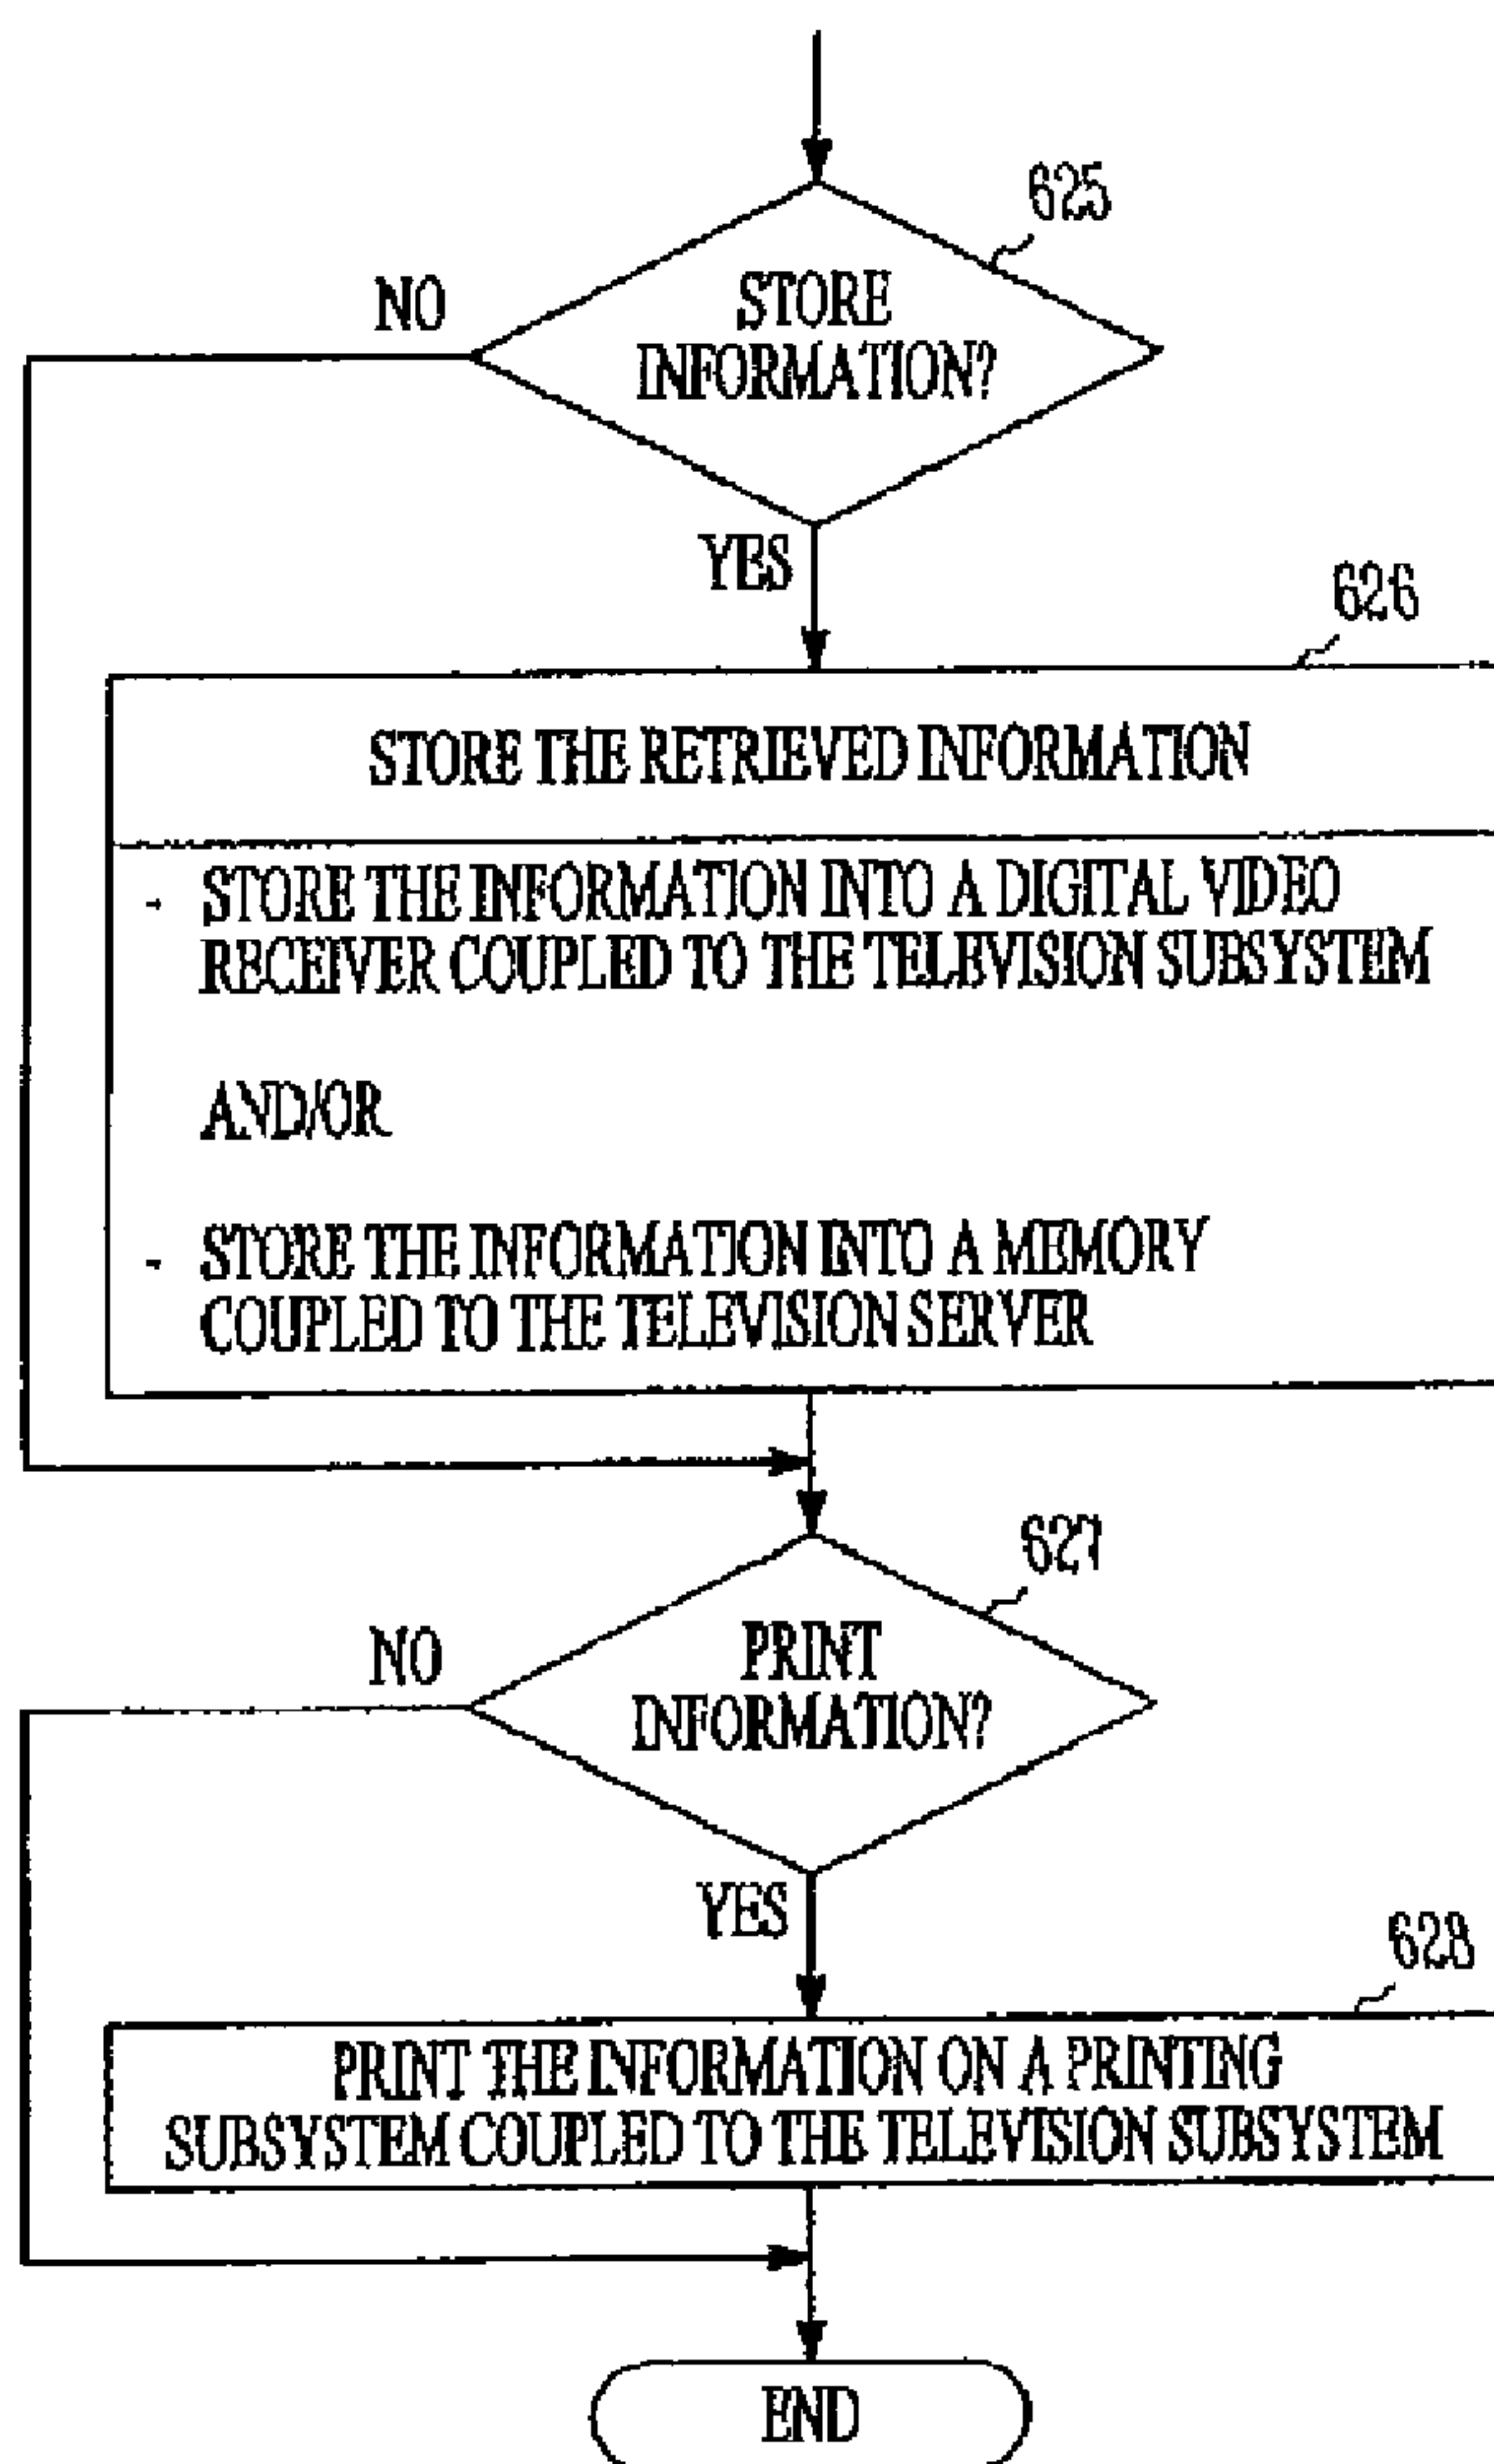 625
NO
STORE
INFORMATION?
YES
626
STORE THE RETRIEVED INFORMATION
- STORE THE INFORMATION INTO A DIGITAL VIDEO
RECEIVER COUPLED TO THE TELEVISION SUBSYSTEM
AND/OR
- STORE THE INFORMATION INTO A MEMORY
COUPLED TO THE TELEVISION SERVER
627
NO
PRINT
INFORMATION?
YES
628
PRINT THE INFORMATION ON A PRINTING
SUBSYSTEM COUPLED TO THE TELEVISION SUBSYSTEM
END